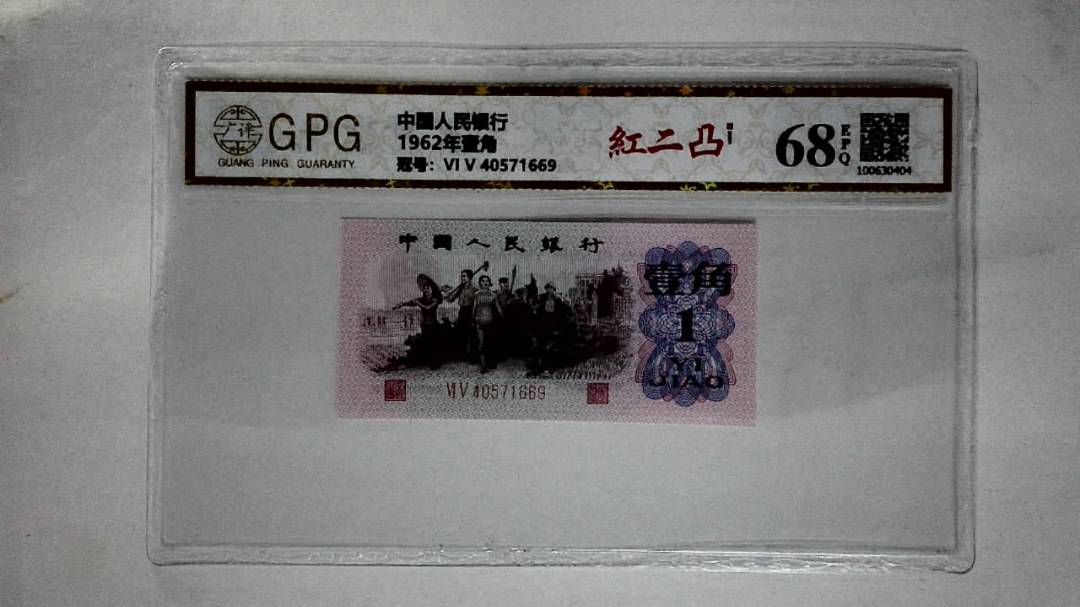 GPG
GUANG PING GUARANTY
中國人民銀行
1962年壹角
冠号: VI V 40571669
紅二凸
68 EPQ
100630404
中國人民銀行
壹角
1
YI
JIAO
VI V 40571669